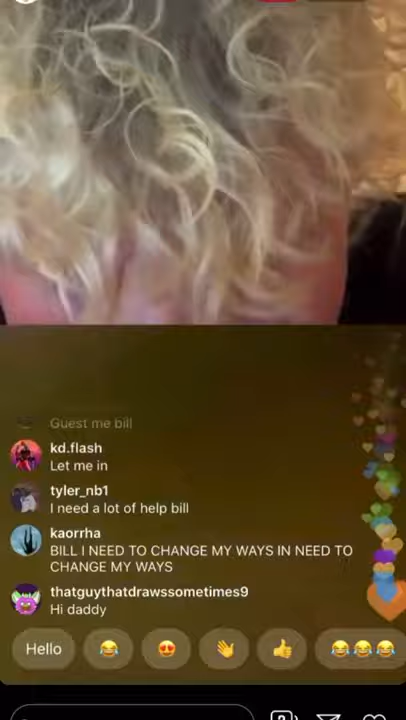 Guest me bill
kd.flash
Let me in
tyler_nb1
I need a lot of help bill
kaorrha
BILL I NEED TO CHANGE MY WAYS IN NEED TO
CHANGE MY WAYS
thatguythatdrawssometimes9
Hi daddy
Hello